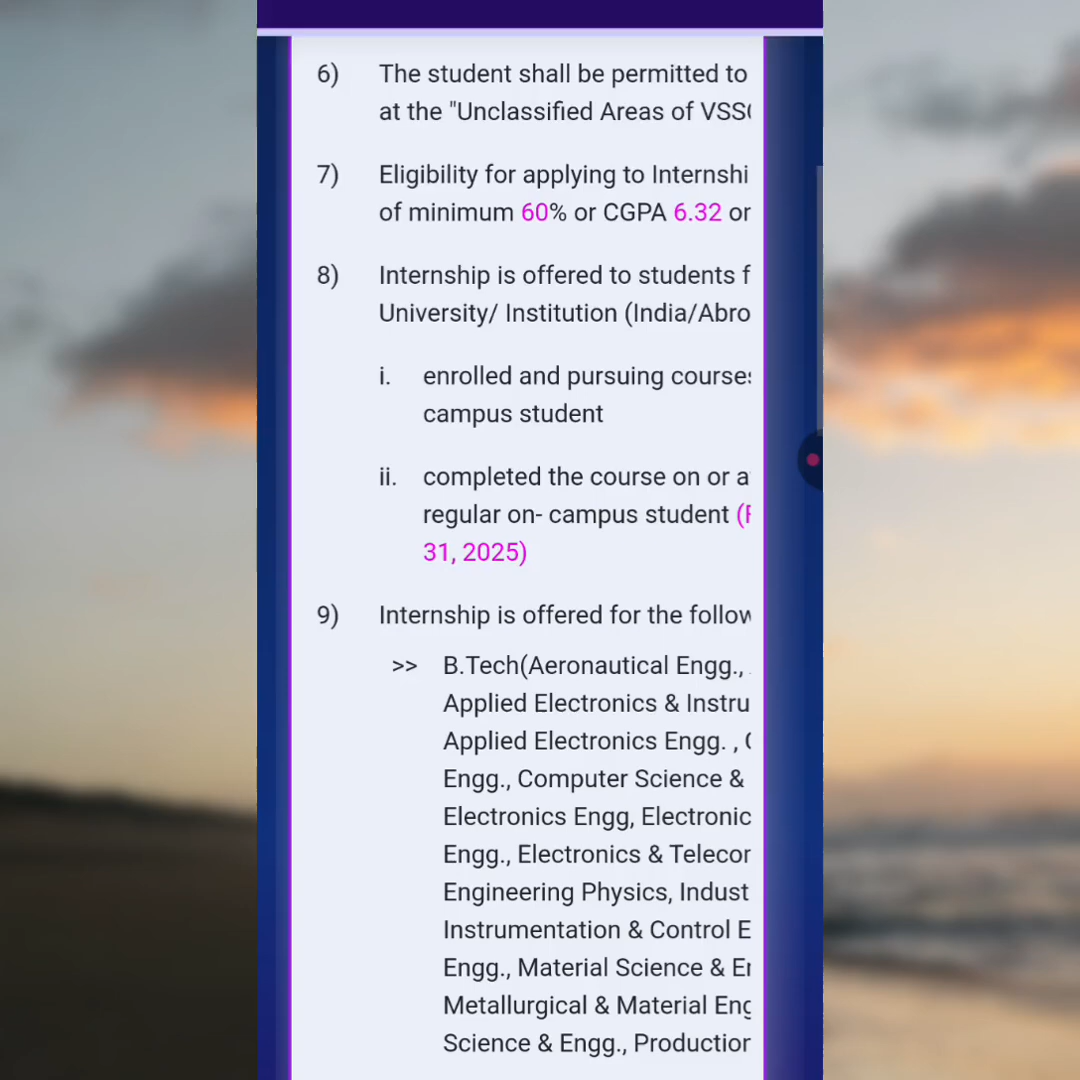 6) The student shall be permitted to
at the "Unclassified Areas of VSS
7) Eligibility for applying to Internshi
of minimum 60% or CGPA 6.32 or
8) Internship is offered to students f
University/ Institution (India/Abro
i. enrolled and pursuing course
campus student
ii. completed the course on or a
regular on- campus student (
31, 2025)
9) Internship is offered for the follow
>> B.Tech(Aeronautical Engg.,
Applied Electronics & Instru
Applied Electronics Engg. ,
Engg., Computer Science &
Electronics Engg, Electronic
Engg., Electronics & Teleco
Engineering Physics, Indust
Instrumentation & Control E
Engg., Material Science & E
Metallurgical & Material Eng
Science & Engg., Production